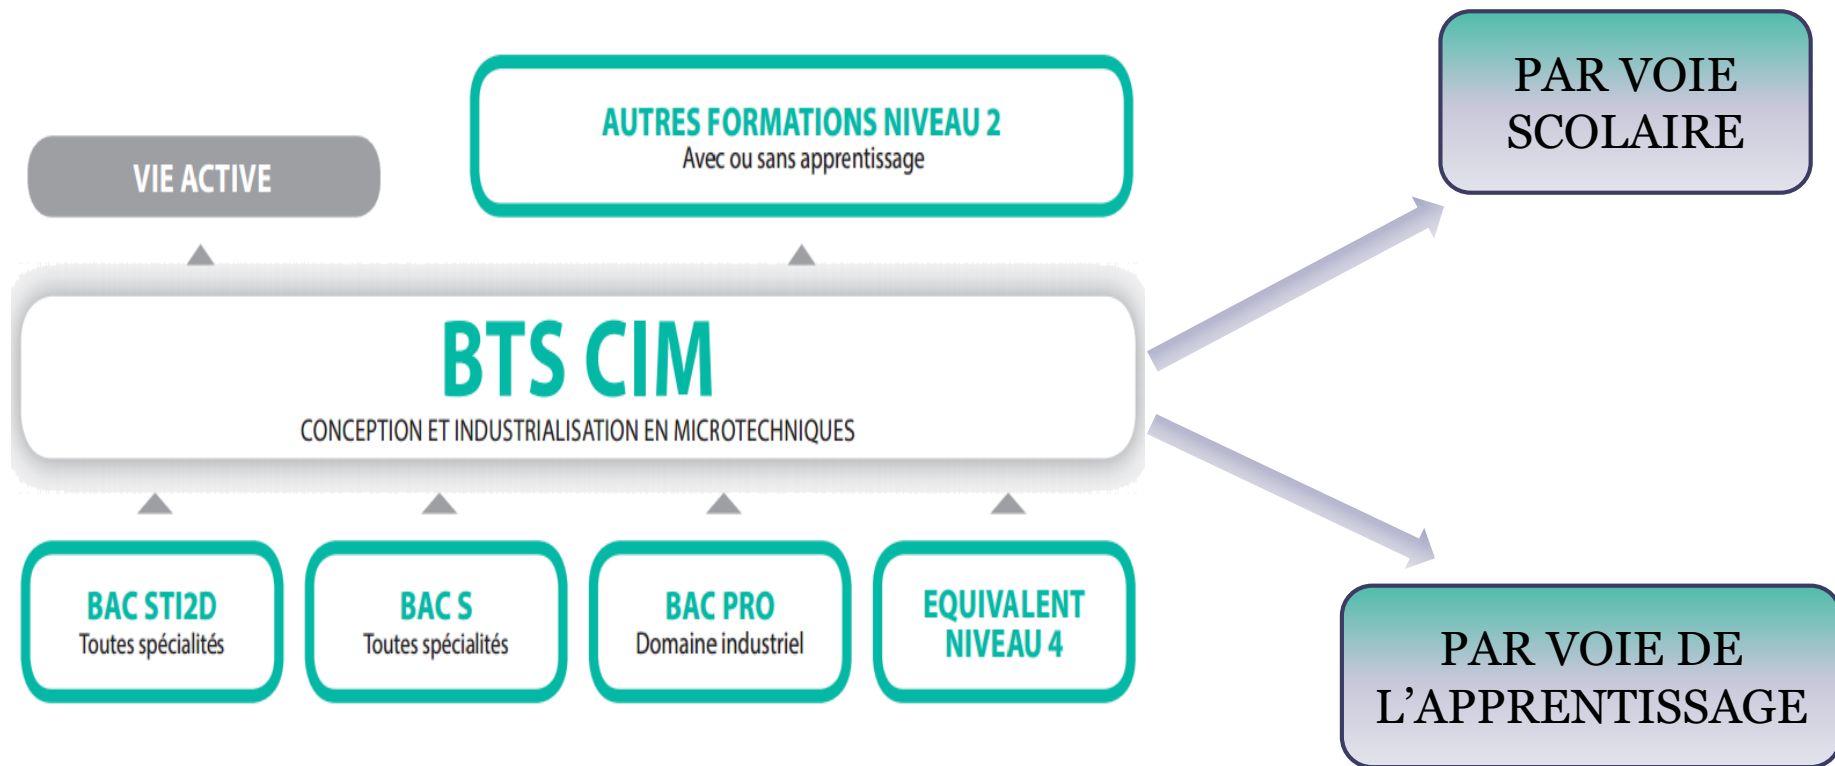 AUTRES FORMATIONS NIVEAU 2
Avec ou sans apprentissage
VIE ACTIVE
BTS CIM
CONCEPTION ET INDUSTRIALISATION EN MICROTECHNIQUES
BAC STI2D
Toutes spécialités
BAC S
Toutes spécialités
BAC PRO
Domaine industriel
EQUIVALENT
NIVEAU 4
PAR VOIE
SCOLAIRE
PAR VOIE DE
L’APPRENTISSAGE